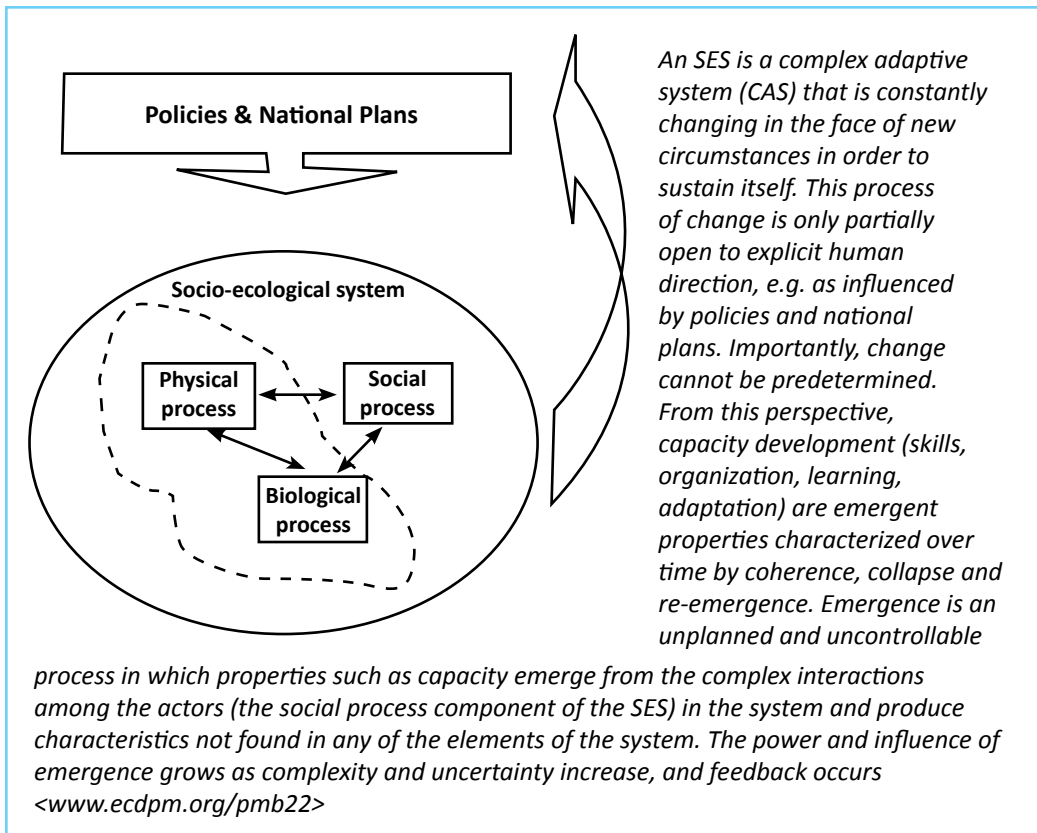 Policies & National Plans
Socio-ecological system
Physical
process
Social
process
Biological
process
An SES is a complex adaptive
system (CAS) that is constantly
changing in the face of new
circumstances in order to
sustain itself. This process
of change is only partially
open to explicit human
direction, e.g. as influenced
by policies and national
plans. Importantly, change
cannot be predetermined.
From this perspective,
capacity development (skills,
organization, learning,
adaptation) are emergent
properties characterized over
time by coherence, collapse and
re-emergence. Emergence is an
unplanned and uncontrollable
process in which properties such as capacity emerge from the complex interactions
among the actors (the social process component of the SES) in the system and produce
characteristics not found in any of the elements of the system. The power and influence of
emergence grows as complexity and uncertainty increase, and feedback occurs
<www.ecdpm.org/pmb22>